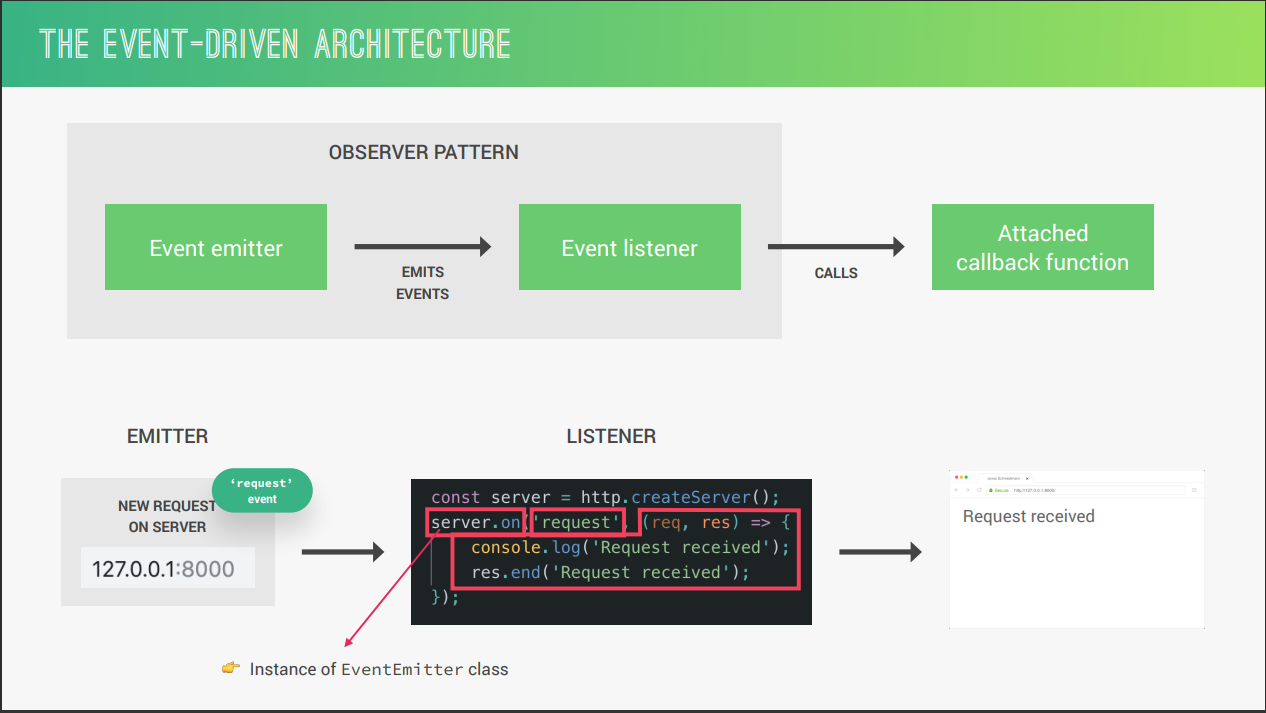 THE EVENT-DRIVEN ARCHITECTURE
OBSERVER PATTERN
Event emitter
EMITS
EVENTS
Event listener
CALLS
Attached
callback function
EMITTER
‘request’
event
NEW REQUEST
ON SERVER
127.0.0.1:8000
LISTENER
const server = http.createServer();
server.on('request', (req, res) => {
console.log('Request received');
res.end('Request received');
});
Instance of EventEmitter class
Secure
http://127.0.0.1:8000
Request received